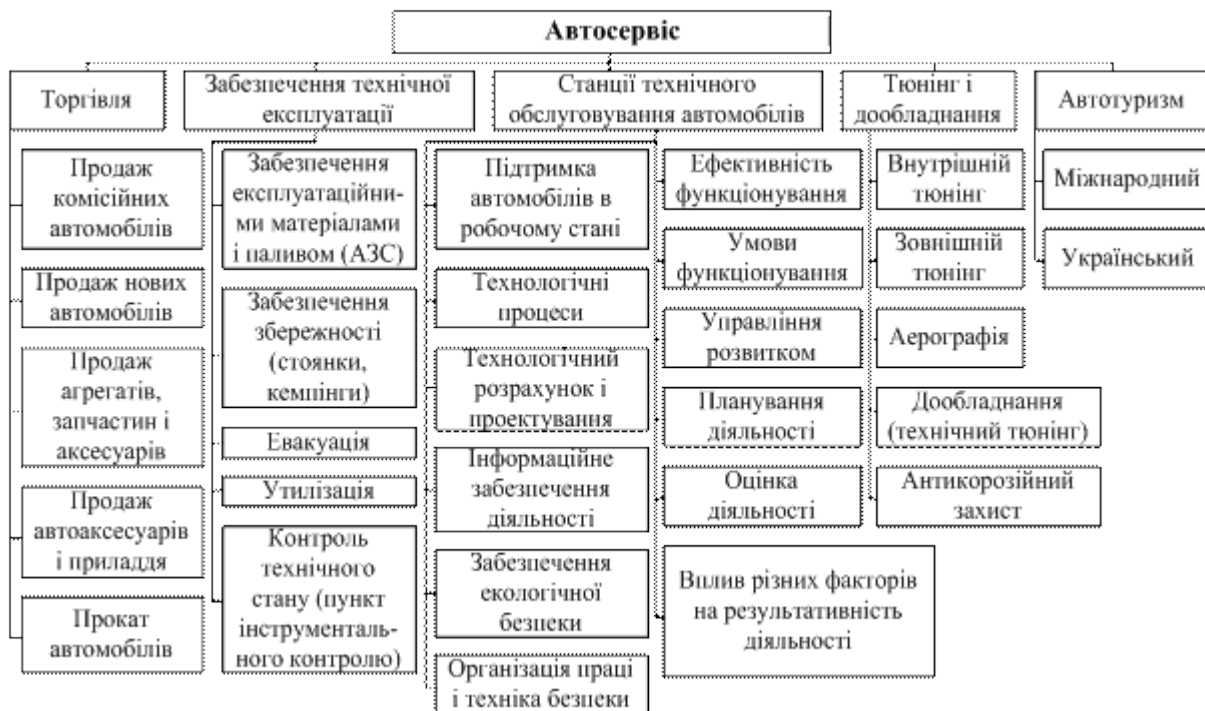 Автосервіс
Торгівля
Забезпечення технічної
експлуатації
Станції технічного
обслуговування автомобілів
Тюнінг і
дообладнання
Автотуризм
Продаж
комісійних
автомобілів
Продаж нових
автомобілів
Продаж
агрегатів,
запчастин і
аксесуарів
Продаж
автоаксесуарів
і приладдя
Прокат
автомобілів
Забезпечення
експлуатаційни-
ми матеріалами
і паливом (АЗС)
Забезпечення
збережності
(стоянки,
кемпінги)
Евакуація
Утилізація
Контроль
технічного
стану (пункт
інструменталь-
ного контролю)
Підтримка
автомобілів в
робочому стані
Технологічні
процеси
Технологічний
розрахунок і
проектування
Інформаційне
забезпечення
діяльності
Забезпечення
екологічної
безпеки
Організація праці
і техніка безпеки
Ефективність
функціонування
Умови
функціонування
Управління
розвитком
Планування
діяльності
Оцінка
діяльності
Вплив різних факторів
на результативність
діяльності
Внутрішній
тюнінг
Зовнішній
тюнінг
Аерографія
Дообладнання
(технічний тюнінг)
Антикорозійний
захист
Міжнародний
Український